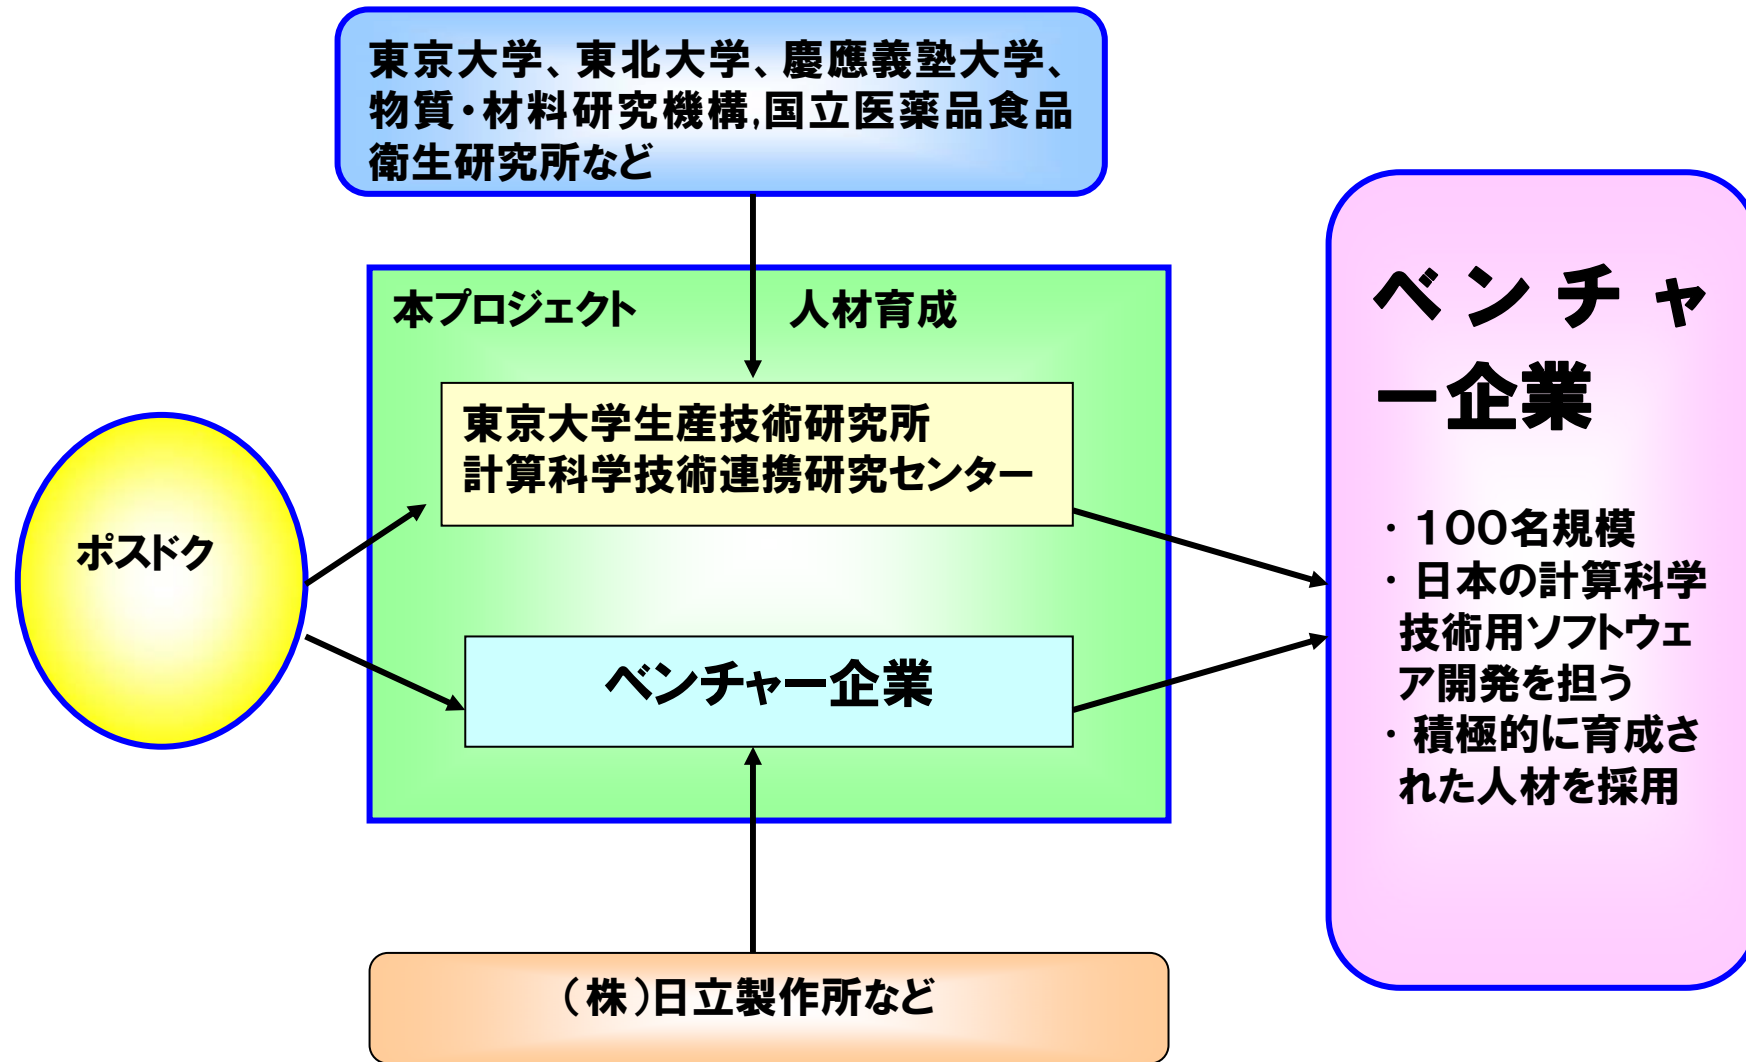 東京大学、東北大学、慶應義塾大学、
物質・材料研究機構,国立医薬品食品
衛生研究所など
本プロジェクト 人材育成
東京大学生産技術研究所
計算科学技術連携研究センター
ポスドク
ベンチャー企業
(株)日立製作所など
ベンチャ
ー企業
・100名規模
・日本の計算科学
技術用ソフトウェ
ア開発を担う
・積極的に育成さ
れた人材を採用